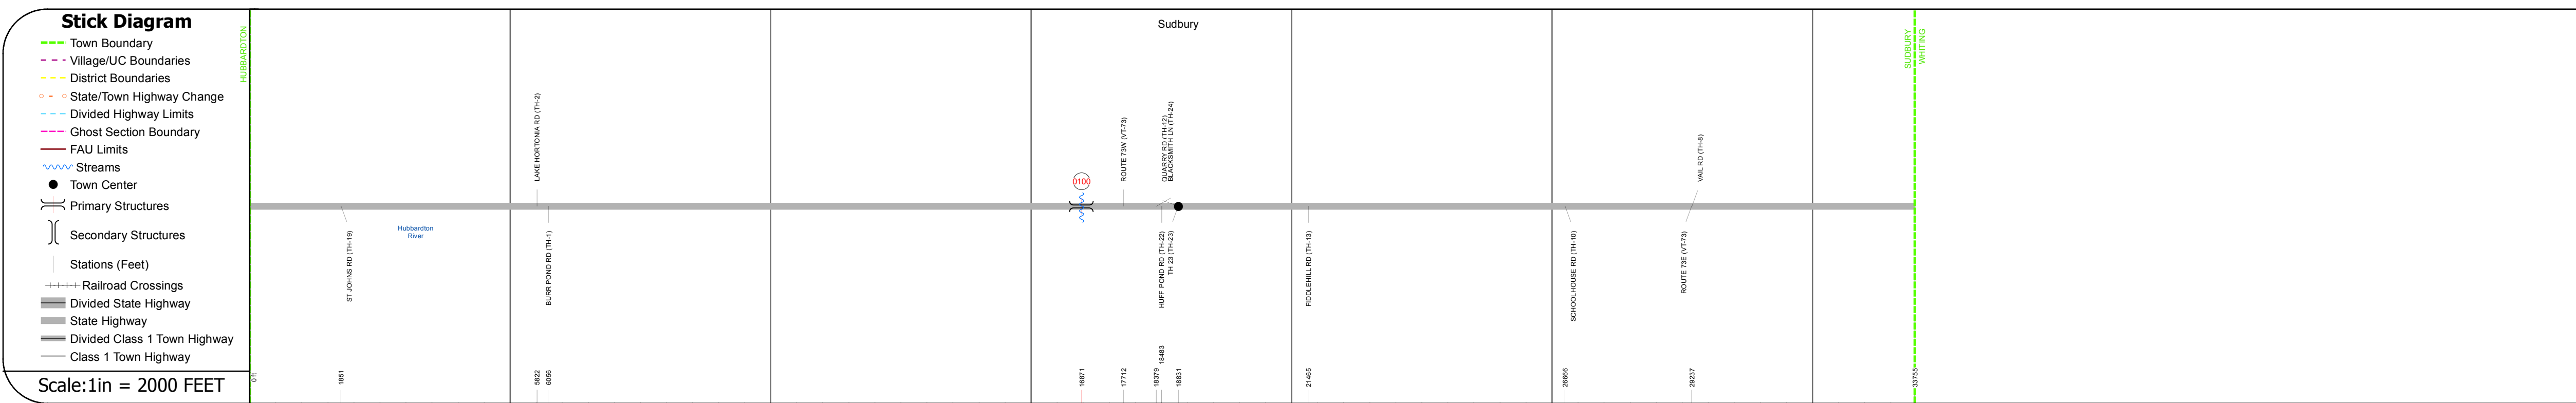 Stick Diagram
Town Boundary
Village/UC Boundaries
District Boundaries
State/Town Highway Change
Divided Highway Limits
Ghost Section Boundary
FAU Limits
Streams
Town Center
Primary Structures
Secondary Structures
Stations (Feet)
Railroad Crossings
Divided State Highway
State Highway
Divided Class 1 Town Highway
Class 1 Town Highway
Scale:1in = 2000 FEET
HUBBARDTON
Sudbury
SUDBURY
WHITING
LAKE HORTONIA RD (TH-2)
0100
ROUTE 73W (VT-73)
QUARRY RD (TH-12)
BLACKSMITH LN (TH-24)
VAIL RD (TH-8)
ST JOHNS RD (TH-19)
Hubbardton
River
BURR POND RD (TH-1)
HUFF POND RD (TH-22)
TH 23 (TH-23)
FIDDLEHILL RD (TH-13)
SCHOOLHOUSE RD (TH-10)
ROUTE 73E (VT-73)
0 ft
1851
5822
6056
16871
17712
18379
18483
18831
21465
26666
29237
33755